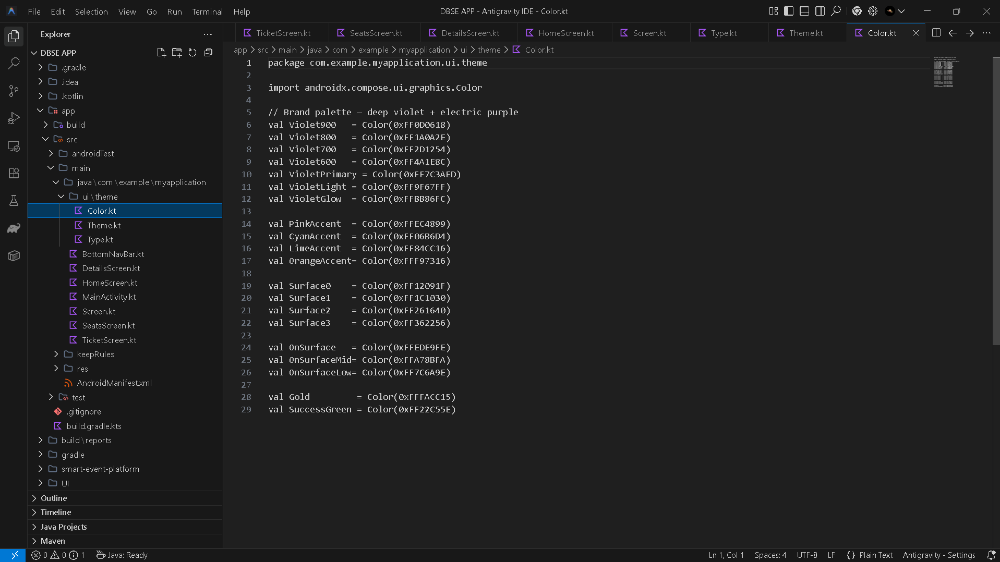 File Edit Selection View Go Run Terminal Help
DBSE APP - Antigravity IDE - Color.kt
Explorer
DBSE APP
.gradle
.idea
.kotlin
app
build
src
androidTest
main
java\com\example\myapplication
ui\theme
Color.kt
Theme.kt
Type.kt
BottomNavBar.kt
DetailsScreen.kt
HomeScreen.kt
MainActivity.kt
Screen.kt
SeatsScreen.kt
TicketScreen.kt
keepRules
res
AndroidManifest.xml
test
.gitignore
build.gradle.kts
build\reports
gradle
smart-event-platform
UI
Outline
Timeline
Java Projects
Maven
TicketScreen.kt SeatsScreen.kt DetailsScreen.kt HomeScreen.kt Screen.kt Type.kt Theme.kt Color.kt
app > src > main > java > com > example > myapplication > ui > theme > Color.kt
1 package com.example.myapplication.ui.theme
2
3 import androidx.compose.ui.graphics.Color
4
5 // Brand palette — deep violet + electric purple
6 val Violet900   = Color(0xFF0D0618)
7 val Violet800   = Color(0xFF1A0A2E)
8 val Violet700   = Color(0xFF2D1254)
9 val Violet600   = Color(0xFF4A1E8C)
10 val VioletPrimary = Color(0xFF7C3AED)
11 val VioletLight = Color(0xFF9F67FF)
12 val VioletGlow  = Color(0xFFBB86FC)
13
14 val PinkAccent  = Color(0xFFEC4899)
15 val CyanAccent  = Color(0xFF06B6D4)
16 val LimeAccent  = Color(0xFF84CC16)
17 val OrangeAccent= Color(0xFFF97316)
18
19 val Surface0    = Color(0xFF12091F)
20 val Surface1    = Color(0xFF1C1030)
21 val Surface2    = Color(0xFF261640)
22 val Surface3    = Color(0xFF362256)
23
24 val OnSurface   = Color(0xFFEDE9FE)
25 val OnSurfaceMid= Color(0xFFA78BFA)
26 val OnSurfaceLow= Color(0xFF7C6A9E)
27
28 val Gold         = Color(0xFFFACC15)
29 val SuccessGreen = Color(0xFF22C55E)
0 0 1 Java: Ready
Ln 1, Col 1 Spaces: 4 UTF-8 LF {} Plain Text Antigravity - Settings